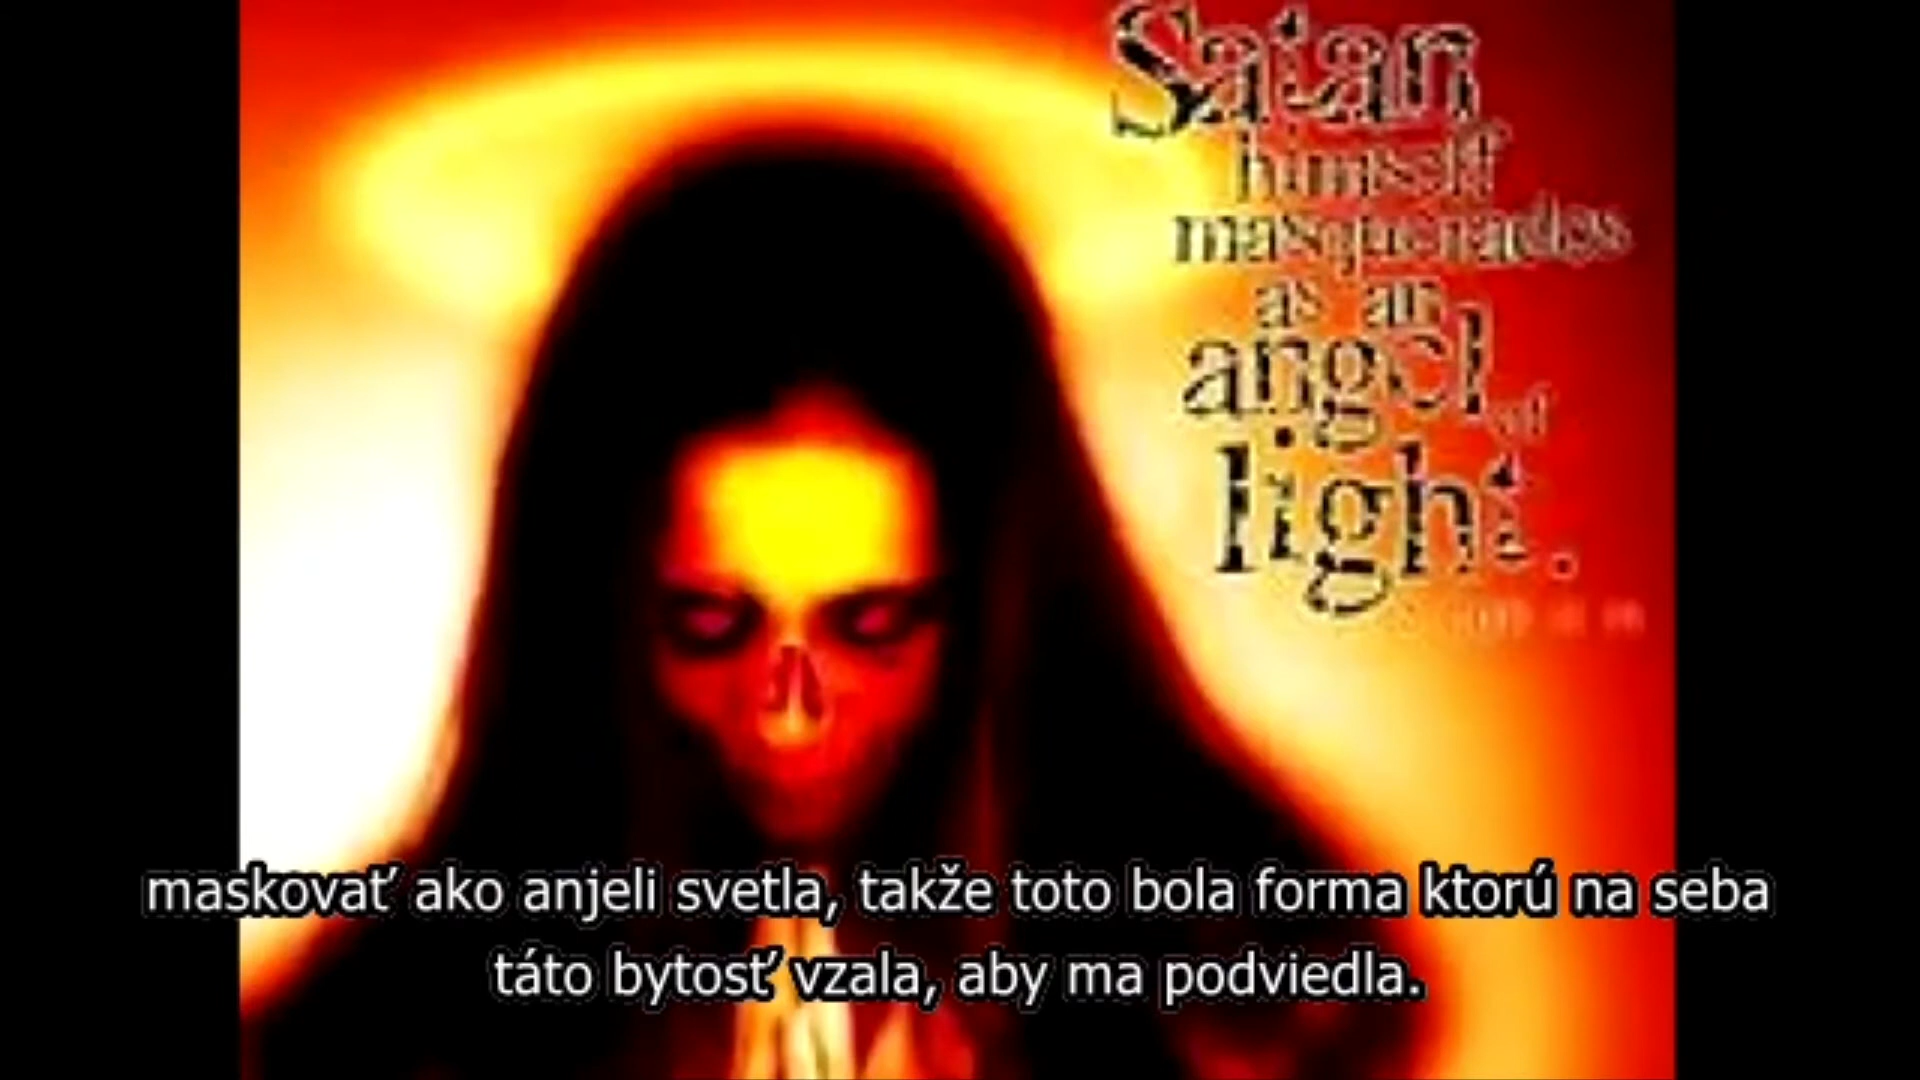 Satan
himself
masquerades
as an
angel of
light.
maskovať ako anjeli svetla, takže toto bola forma ktorú na seba
táto bytosť vzala, aby ma podviedla.